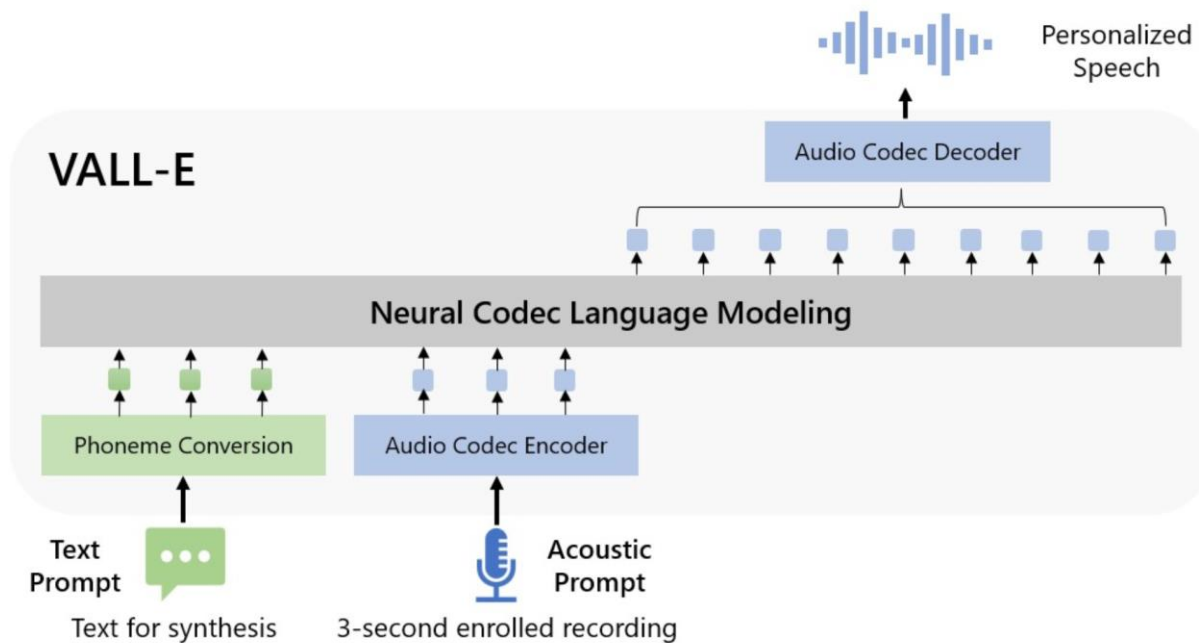 Personalized
Speech
Audio Codec Decoder
VALL-E
Neural Codec Language Modeling
Phoneme Conversion
Audio Codec Encoder
Text
Prompt
Acoustic
Prompt
Text for synthesis
3-second enrolled recording